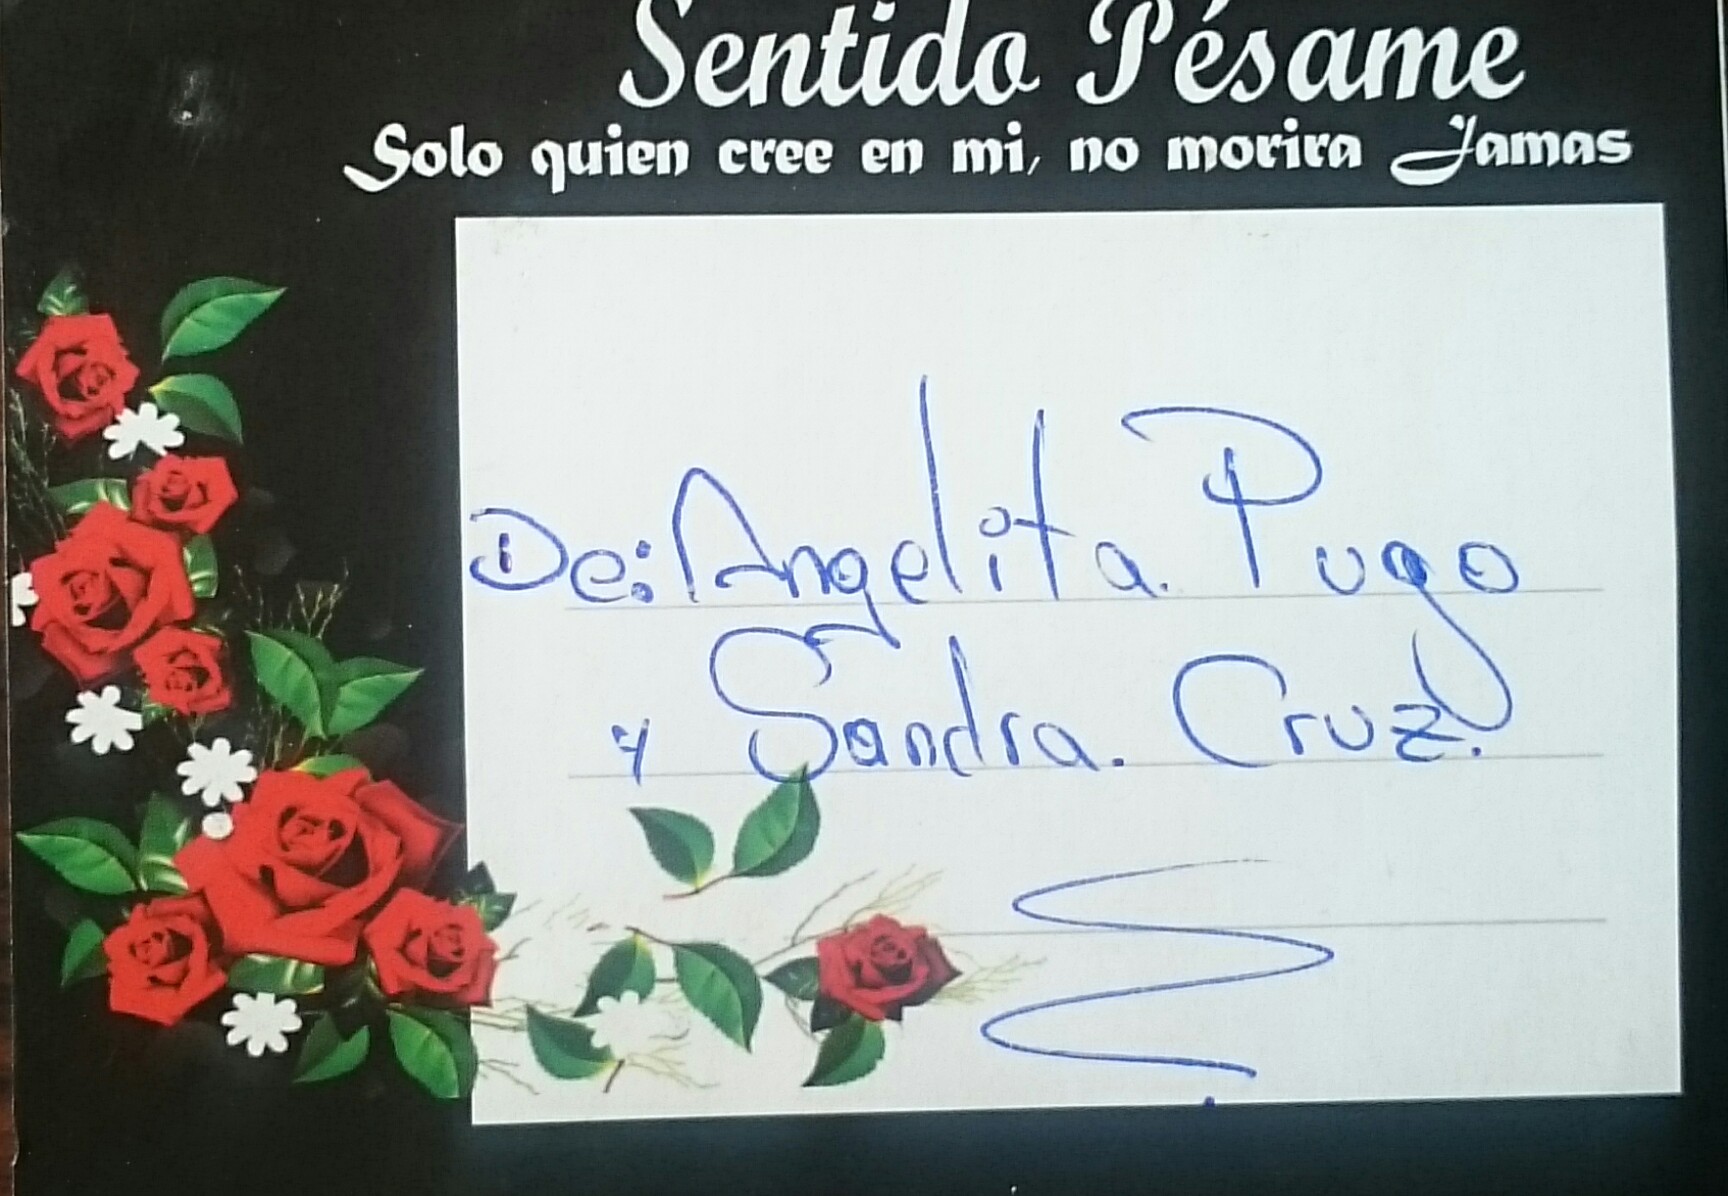 Sentido Pésame
Solo quien cree en mi, no morira Jamas
De: Angelita. Pugo
y Sandra. Cruz.